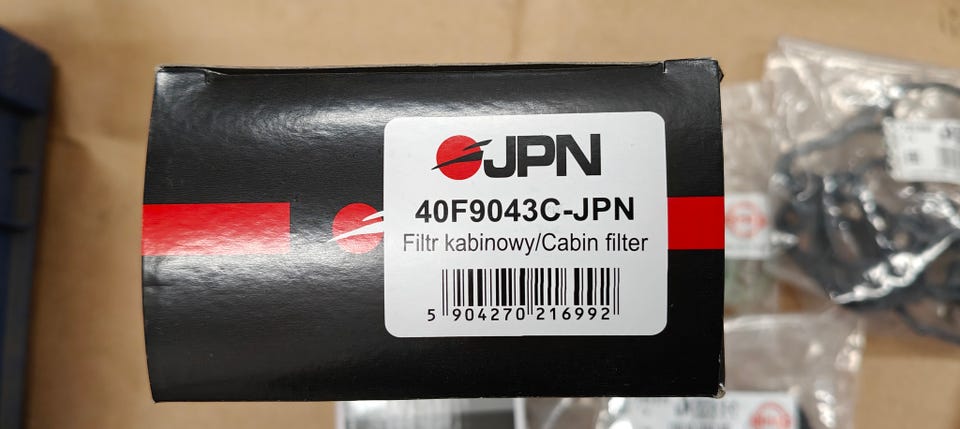 JPN
40F9043C-JPN
Filtr kabinowy/Cabin filter
5 904270 216992